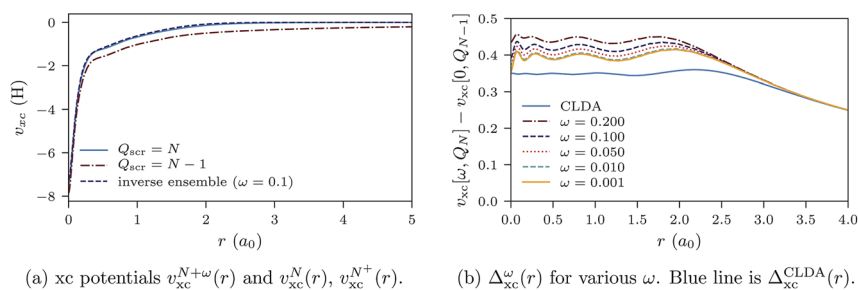 0
−2
−4
−6
−8
v_xc (H)
Q_scr = N
Q_scr = N − 1
inverse ensemble (ω = 0.1)
0 1 2 3 4 5
r (a_0)
(a) xc potentials v_xc^{N+ω}(r) and v_xc^N(r), v_xc^{N^+}(r).
0.5
0.4
0.3
0.2
0.1
0.0
v_xc[ω, Q_N] − v_xc[0, Q_{N−1}]
CLDA
ω = 0.200
ω = 0.100
ω = 0.050
ω = 0.010
ω = 0.001
0.0 0.5 1.0 1.5 2.0 2.5 3.0 3.5 4.0
r (a_0)
(b) Δ_xc^ω(r) for various ω. Blue line is Δ_xc^CLDA(r).